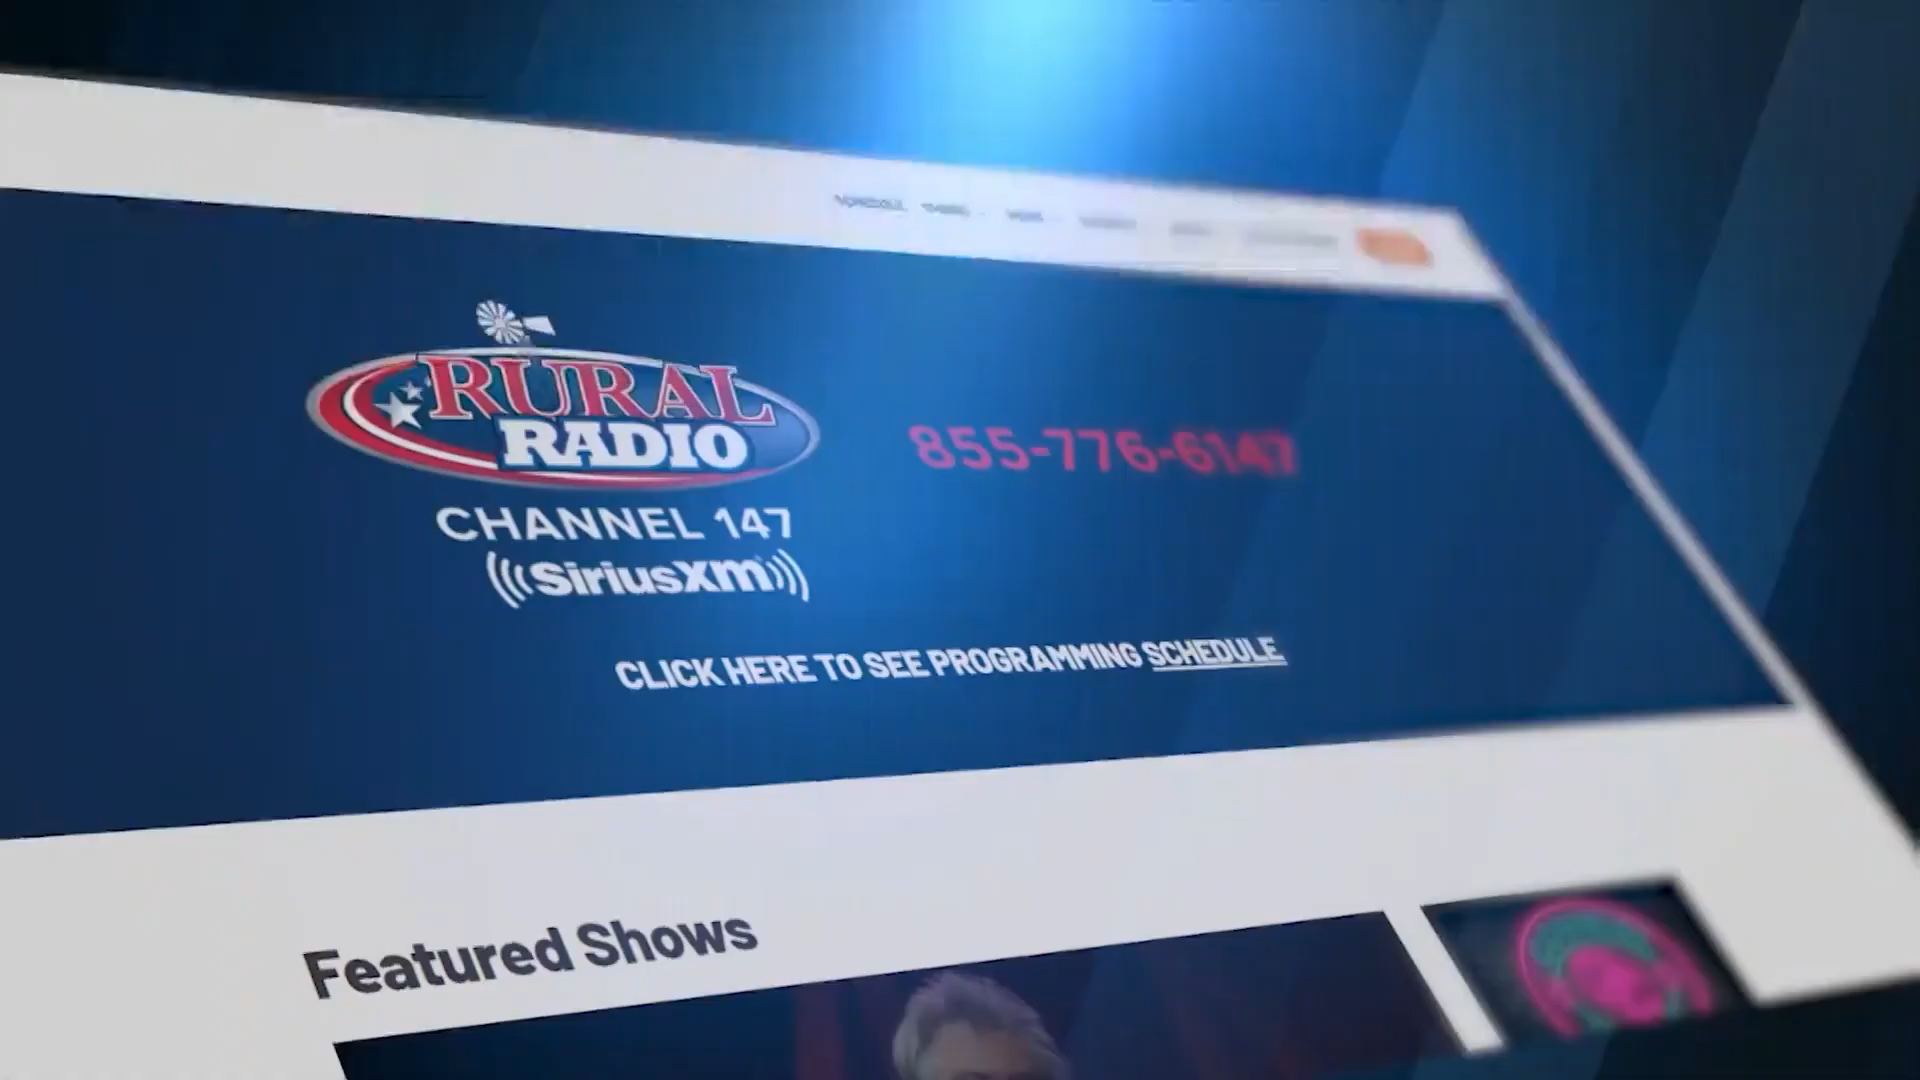 RURAL
RADIO
855-776-6147
CHANNEL 147
SiriusXM
CLICK HERE TO SEE PROGRAMMING SCHEDULE
Featured Shows